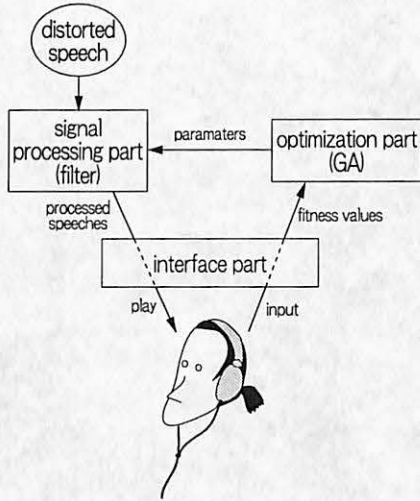 distorted
speech
signal
processing part
(filter)
paramaters
optimization part
(GA)
processed
speeches
fitness values
interface part
play
input